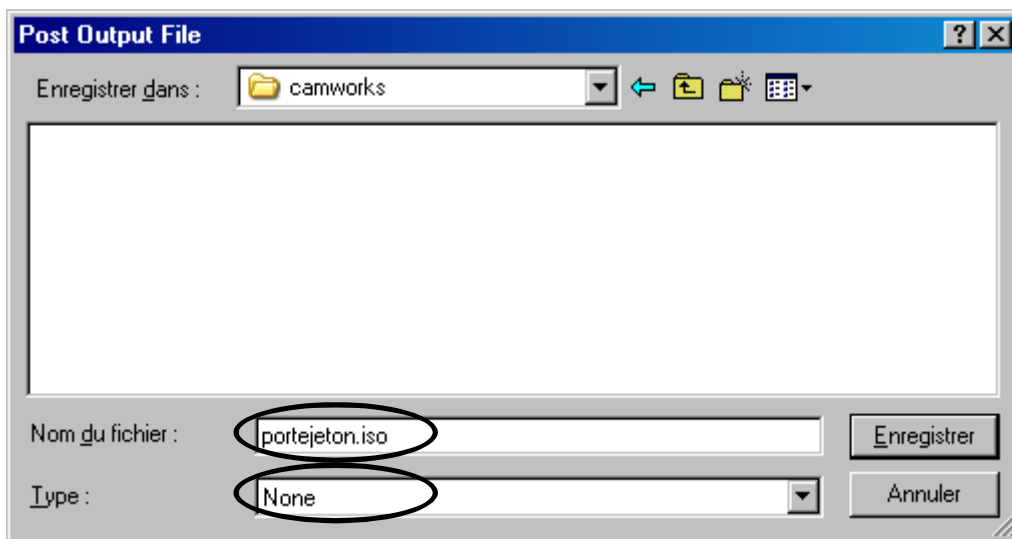 Post Output File
Enregistrer dans : camworks
Nom du fichier : portejeton.iso Enregistrer
Type : None Annuler